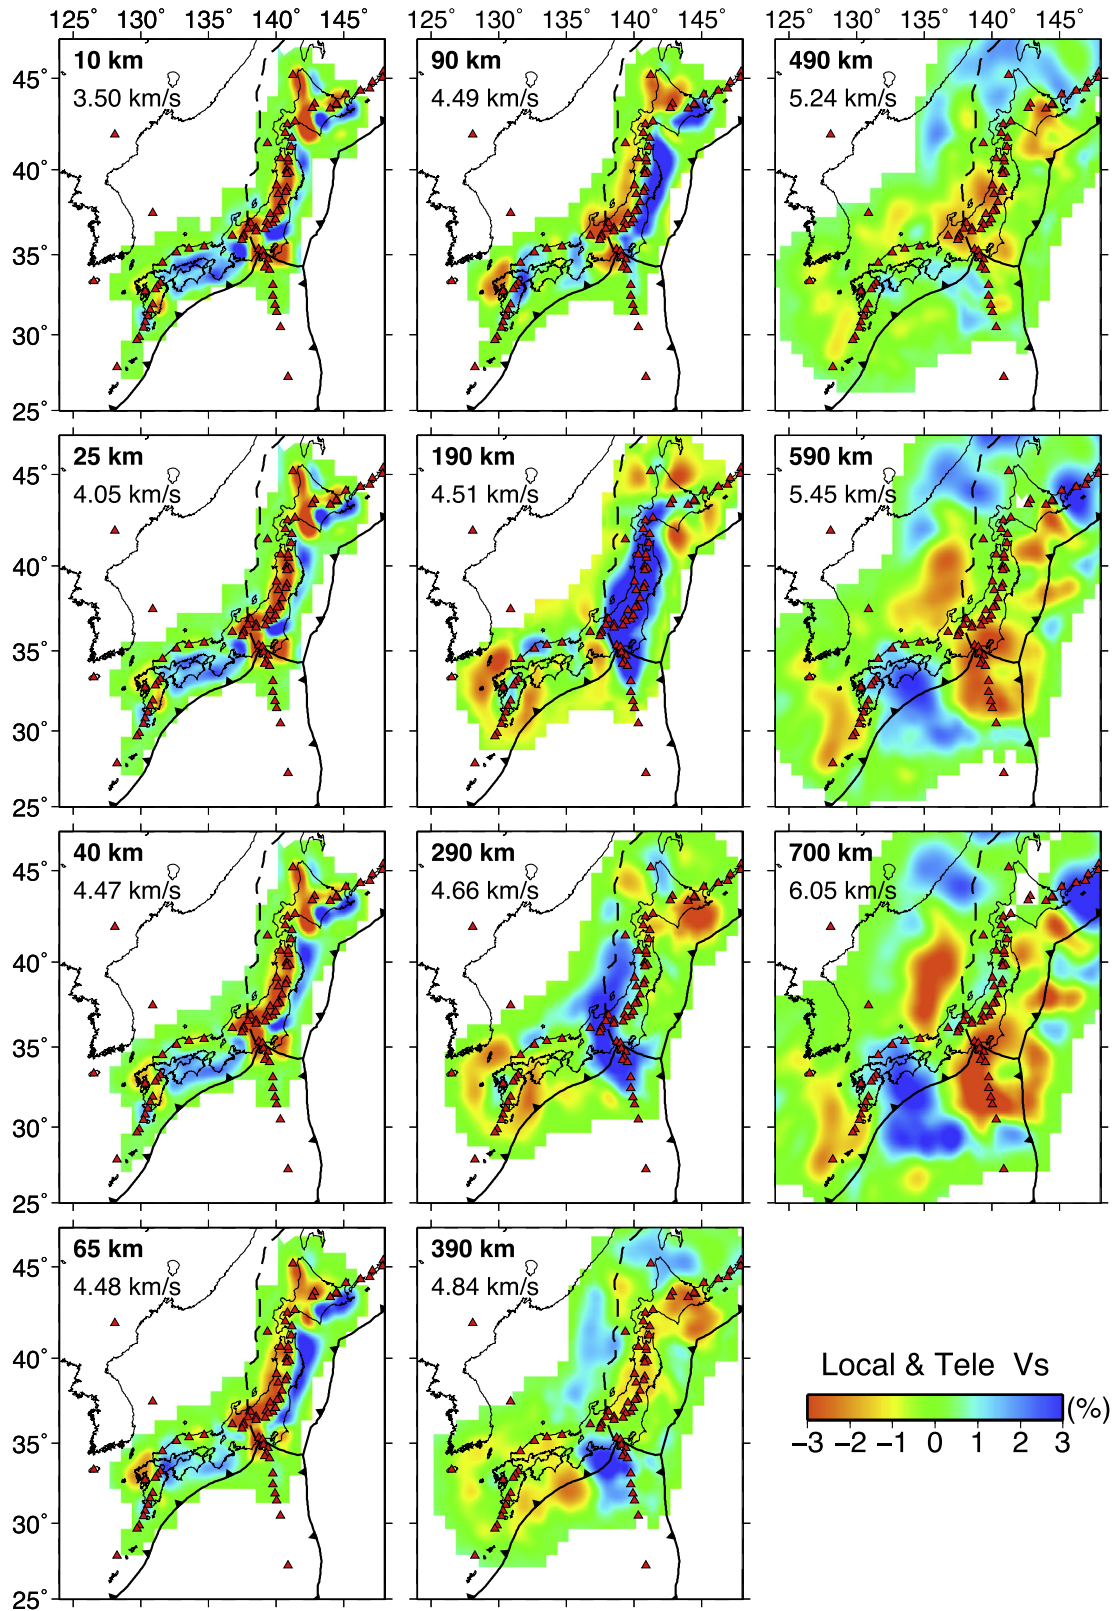 125° 130° 135° 140° 145° 125° 130° 135° 140° 145° 125° 130° 135° 140° 145°
10 km 90 km 490 km
3.50 km/s 4.49 km/s 5.24 km/s
45°
40°
35°
30°
25°
25 km 190 km 590 km
4.05 km/s 4.51 km/s 5.45 km/s
45°
40°
35°
30°
25°
40 km 290 km 700 km
4.47 km/s 4.66 km/s 6.05 km/s
45°
40°
35°
30°
25°
65 km 390 km
4.48 km/s 4.84 km/s
45°
40°
35°
30°
25°
Local & Tele Vs
(%)
−3 −2 −1 0 1 2 3